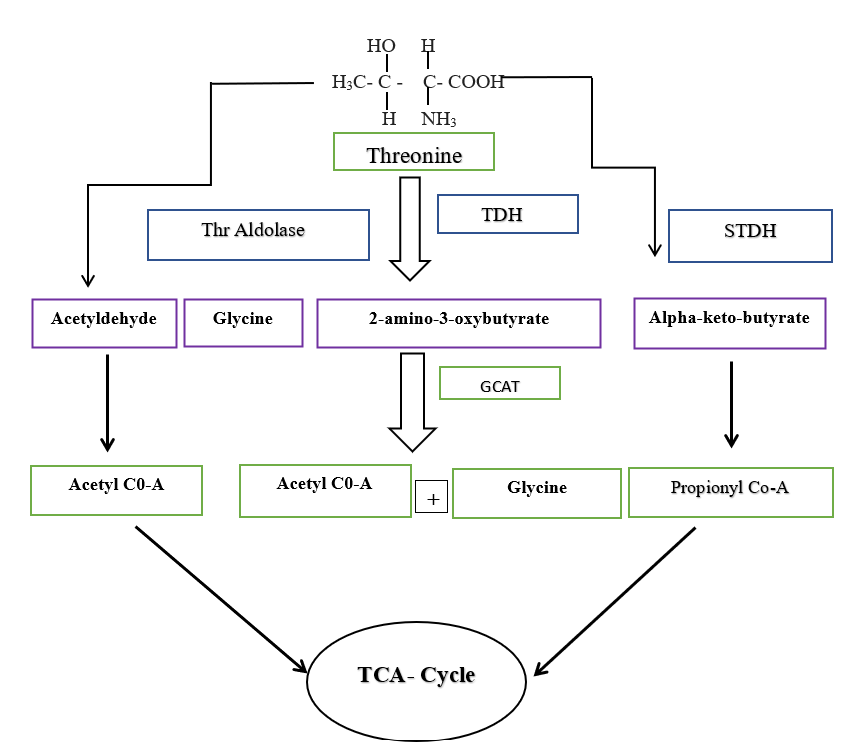 HO H
H₃C- C - C- COOH
H NH₃
Threonine
TDH
Thr Aldolase
STDH
Acetyldehyde
Glycine
2-amino-3-oxybutyrate
Alpha-keto-butyrate
GCAT
Acetyl C0-A
Acetyl C0-A
+
Glycine
Propionyl Co-A
TCA- Cycle